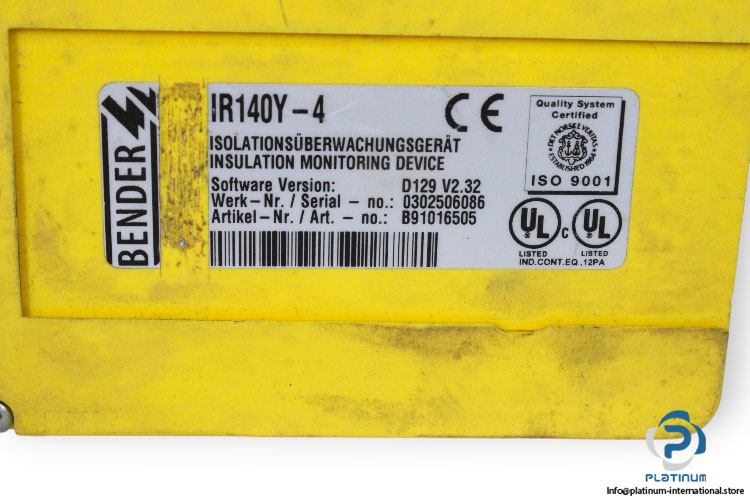 BENDER
IR140Y-4
ISOLATIONSÜBERWACHUNGSGERÄT
INSULATION MONITORING DEVICE
Software Version: D129 V2.32
Werk-Nr. / Serial - no.: 0302506086
Artikel-Nr. / Art. - no.: B91016505
CE
Quality System
Certified
DET NORSKE VERITAS
ESTABLISHED 1864
ISO 9001
UL
c
UL
LISTED LISTED
IND.CONT.EQ.,12PA
PLATINUM
Info@platinum-international.store